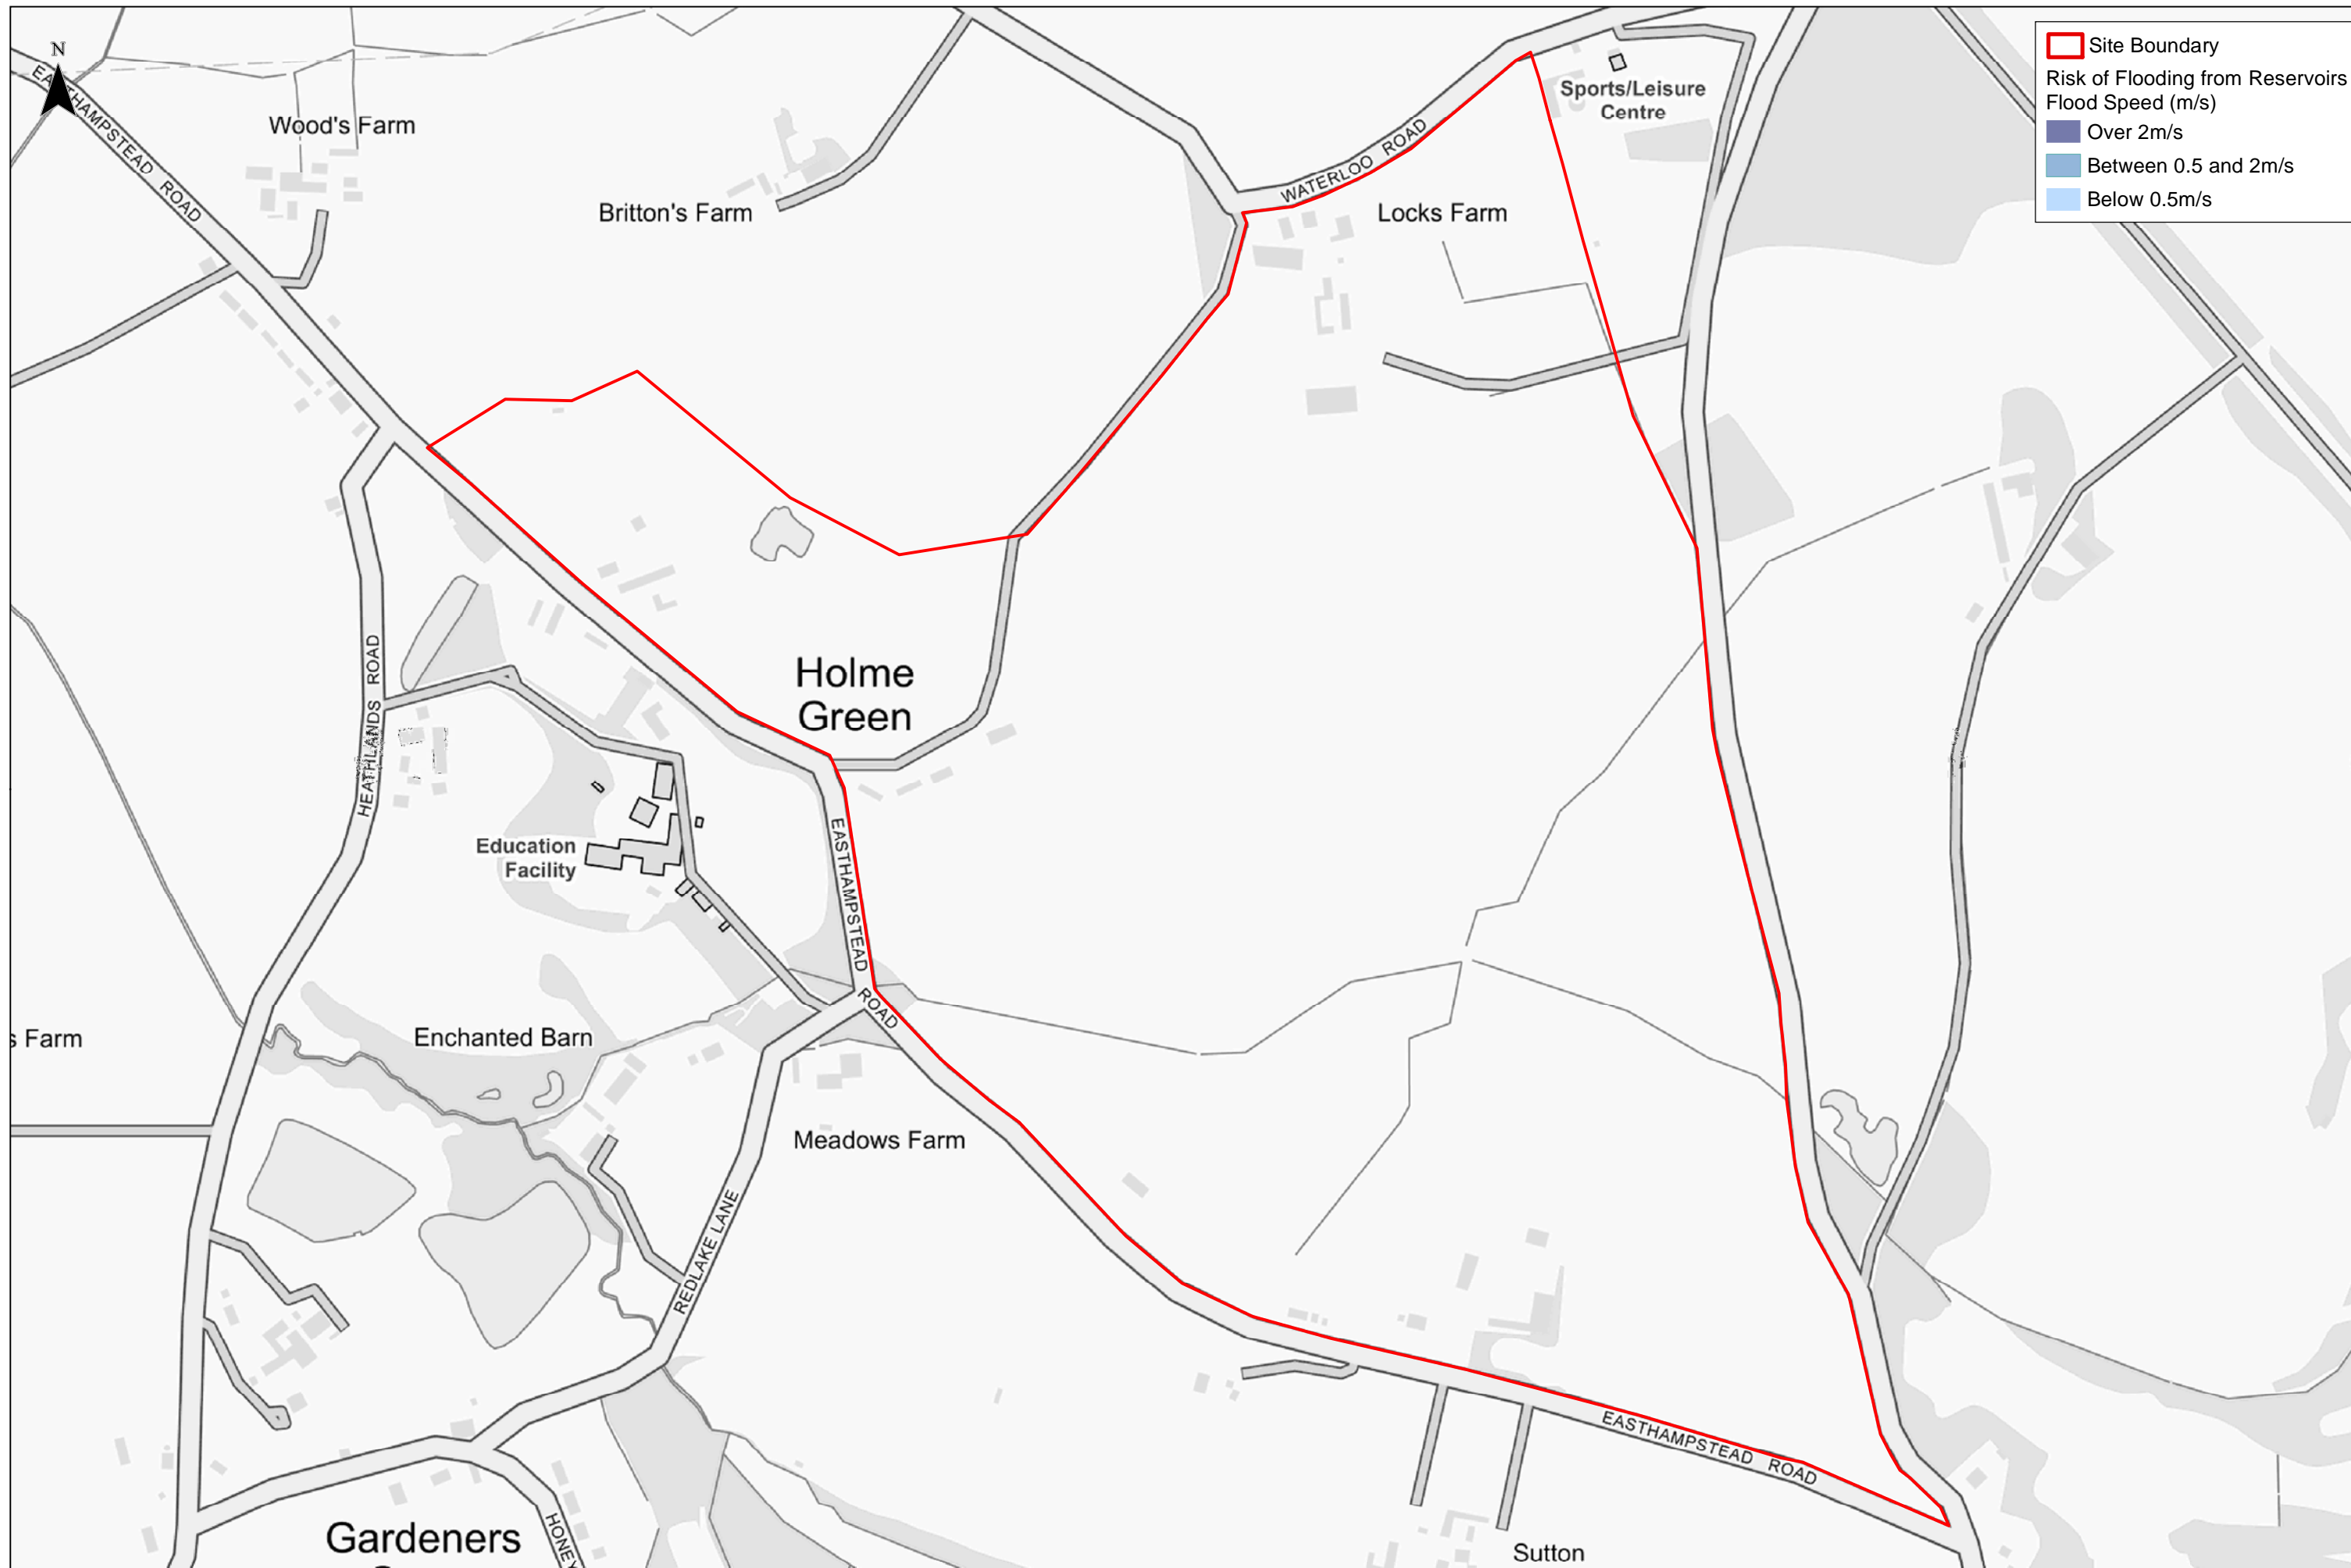 N
Site Boundary
Risk of Flooding from Reservoirs
Flood Speed (m/s)
Over 2m/s
Between 0.5 and 2m/s
Below 0.5m/s
EASTHAMPSTEAD ROAD
Wood's Farm
Britton's Farm
Sports/Leisure
Centre
WATERLOO ROAD
Locks Farm
HEATHLANDS ROAD
Holme
Green
Education
Facility
EASTHAMPSTEAD
ROAD
s Farm
Enchanted Barn
Meadows Farm
REDLAKE LANE
EASTHAMPSTEAD ROAD
Gardeners
HONEY
Sutton